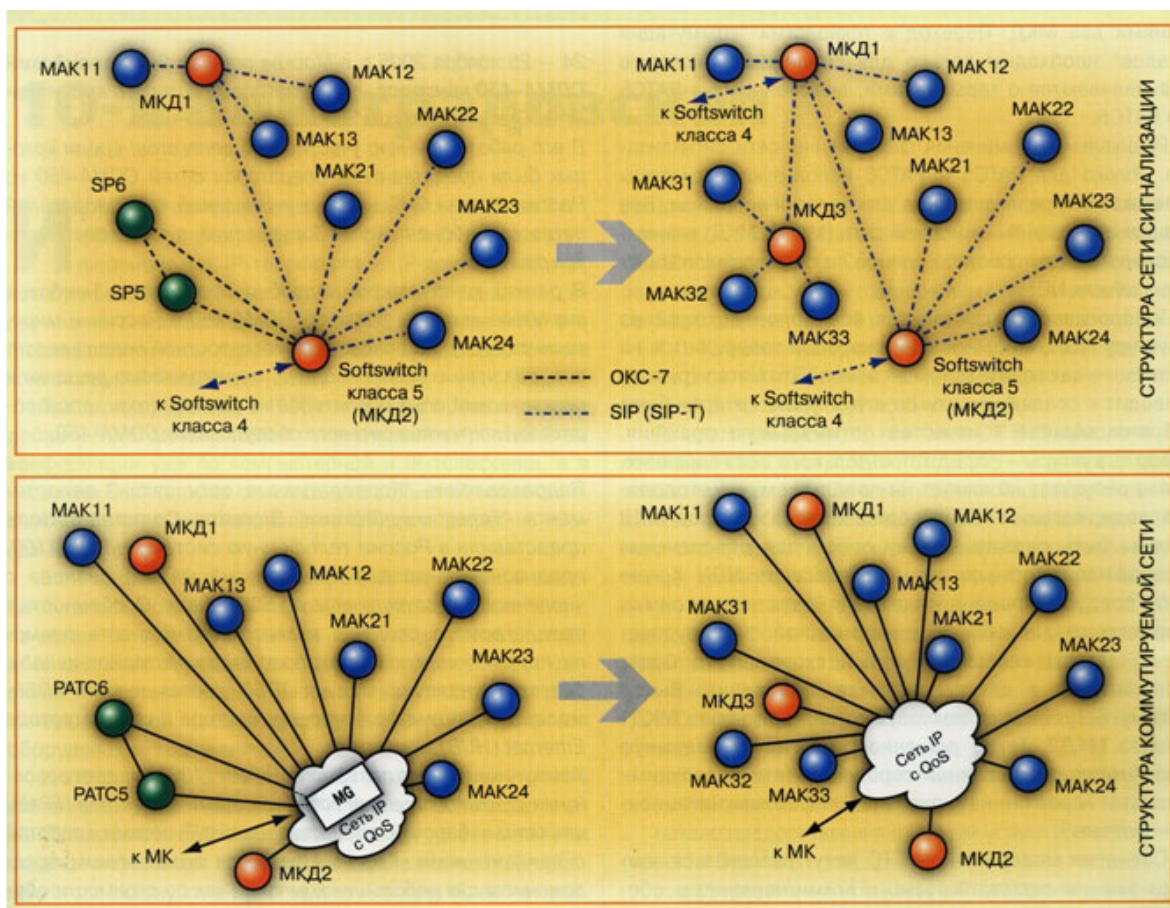 МАК11
МКД1
МАК12
МАК13
МАК22
SP6
МАК21
МАК23
SP5
МАК24
Softswitch
класса 5
(МКД2)
к Softswitch
класса 4
ОКС-7
SIP (SIP-T)
МАК11
МКД1
МАК12
к Softswitch
класса 4
МАК13
МАК22
МАК31
МАК21
МКД3
МАК23
МАК32
МАК33
МАК24
Softswitch
класса 5
(МКД2)
к Softswitch
класса 4
СТРУКТУРА СЕТИ СИГНАЛИЗАЦИИ
МАК11
МКД1
МАК13
МАК12
МАК22
МАК21
МАК23
РАТС6
РАТС5
MG
МАК24
Сеть IP
с QoS
к МК
МКД2
МАК11
МКД1
МАК12
МАК13
МАК22
МАК31
МАК21
МАК23
МКД3
Сеть IP
с QoS
МАК32
МАК33
МАК24
к МК
МКД2
СТРУКТУРА КОММУТИРУЕМОЙ СЕТИ